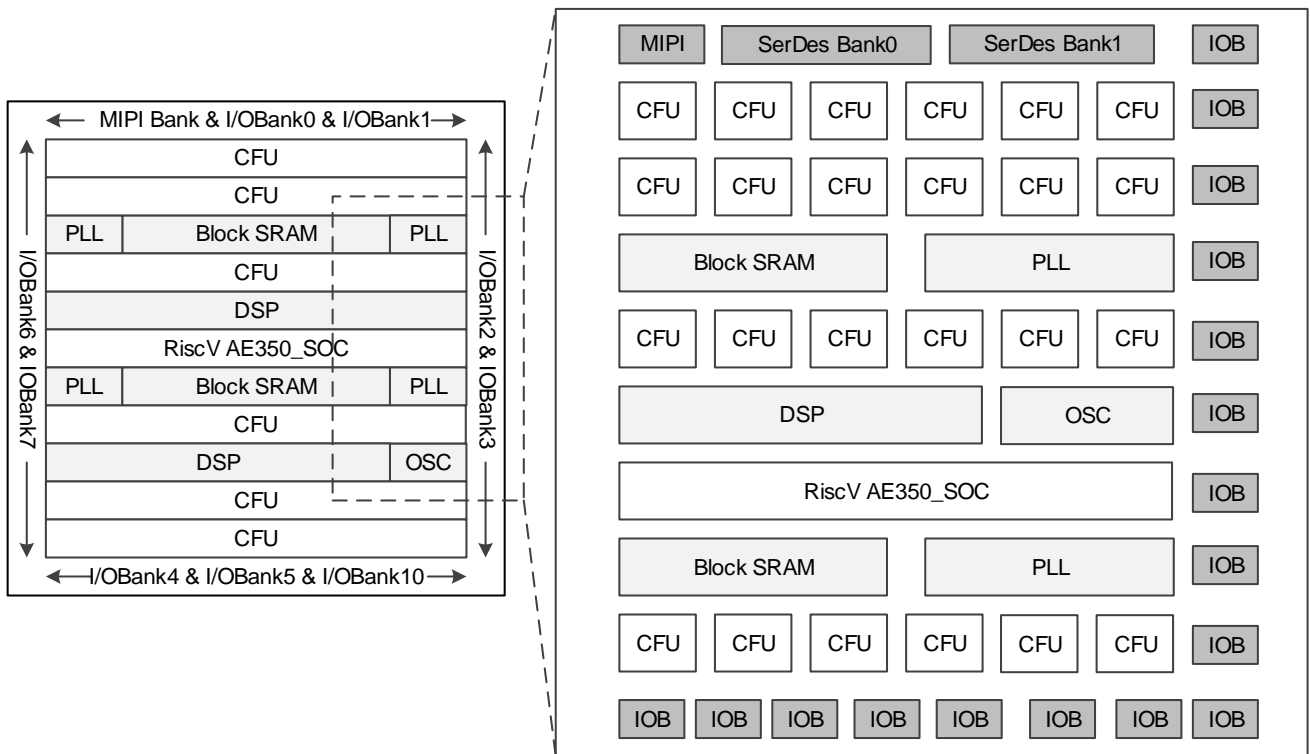 MIPI Bank & I/OBank0 & I/OBank1
I/OBank6 & IOBank7
CFU
CFU
PLL Block SRAM PLL
CFU
DSP
RiscV AE350_SOC
PLL Block SRAM PLL
CFU
DSP OSC
CFU
CFU
I/OBank2 & IOBank3
I/OBank4 & I/OBank5 & I/OBank10
MIPI SerDes Bank0 SerDes Bank1 IOB
CFU CFU CFU CFU CFU CFU IOB
CFU CFU CFU CFU CFU CFU IOB
Block SRAM PLL IOB
CFU CFU CFU CFU CFU CFU IOB
DSP OSC IOB
RiscV AE350_SOC IOB
Block SRAM PLL IOB
CFU CFU CFU CFU CFU CFU IOB
IOB IOB IOB IOB IOB IOB IOB IOB